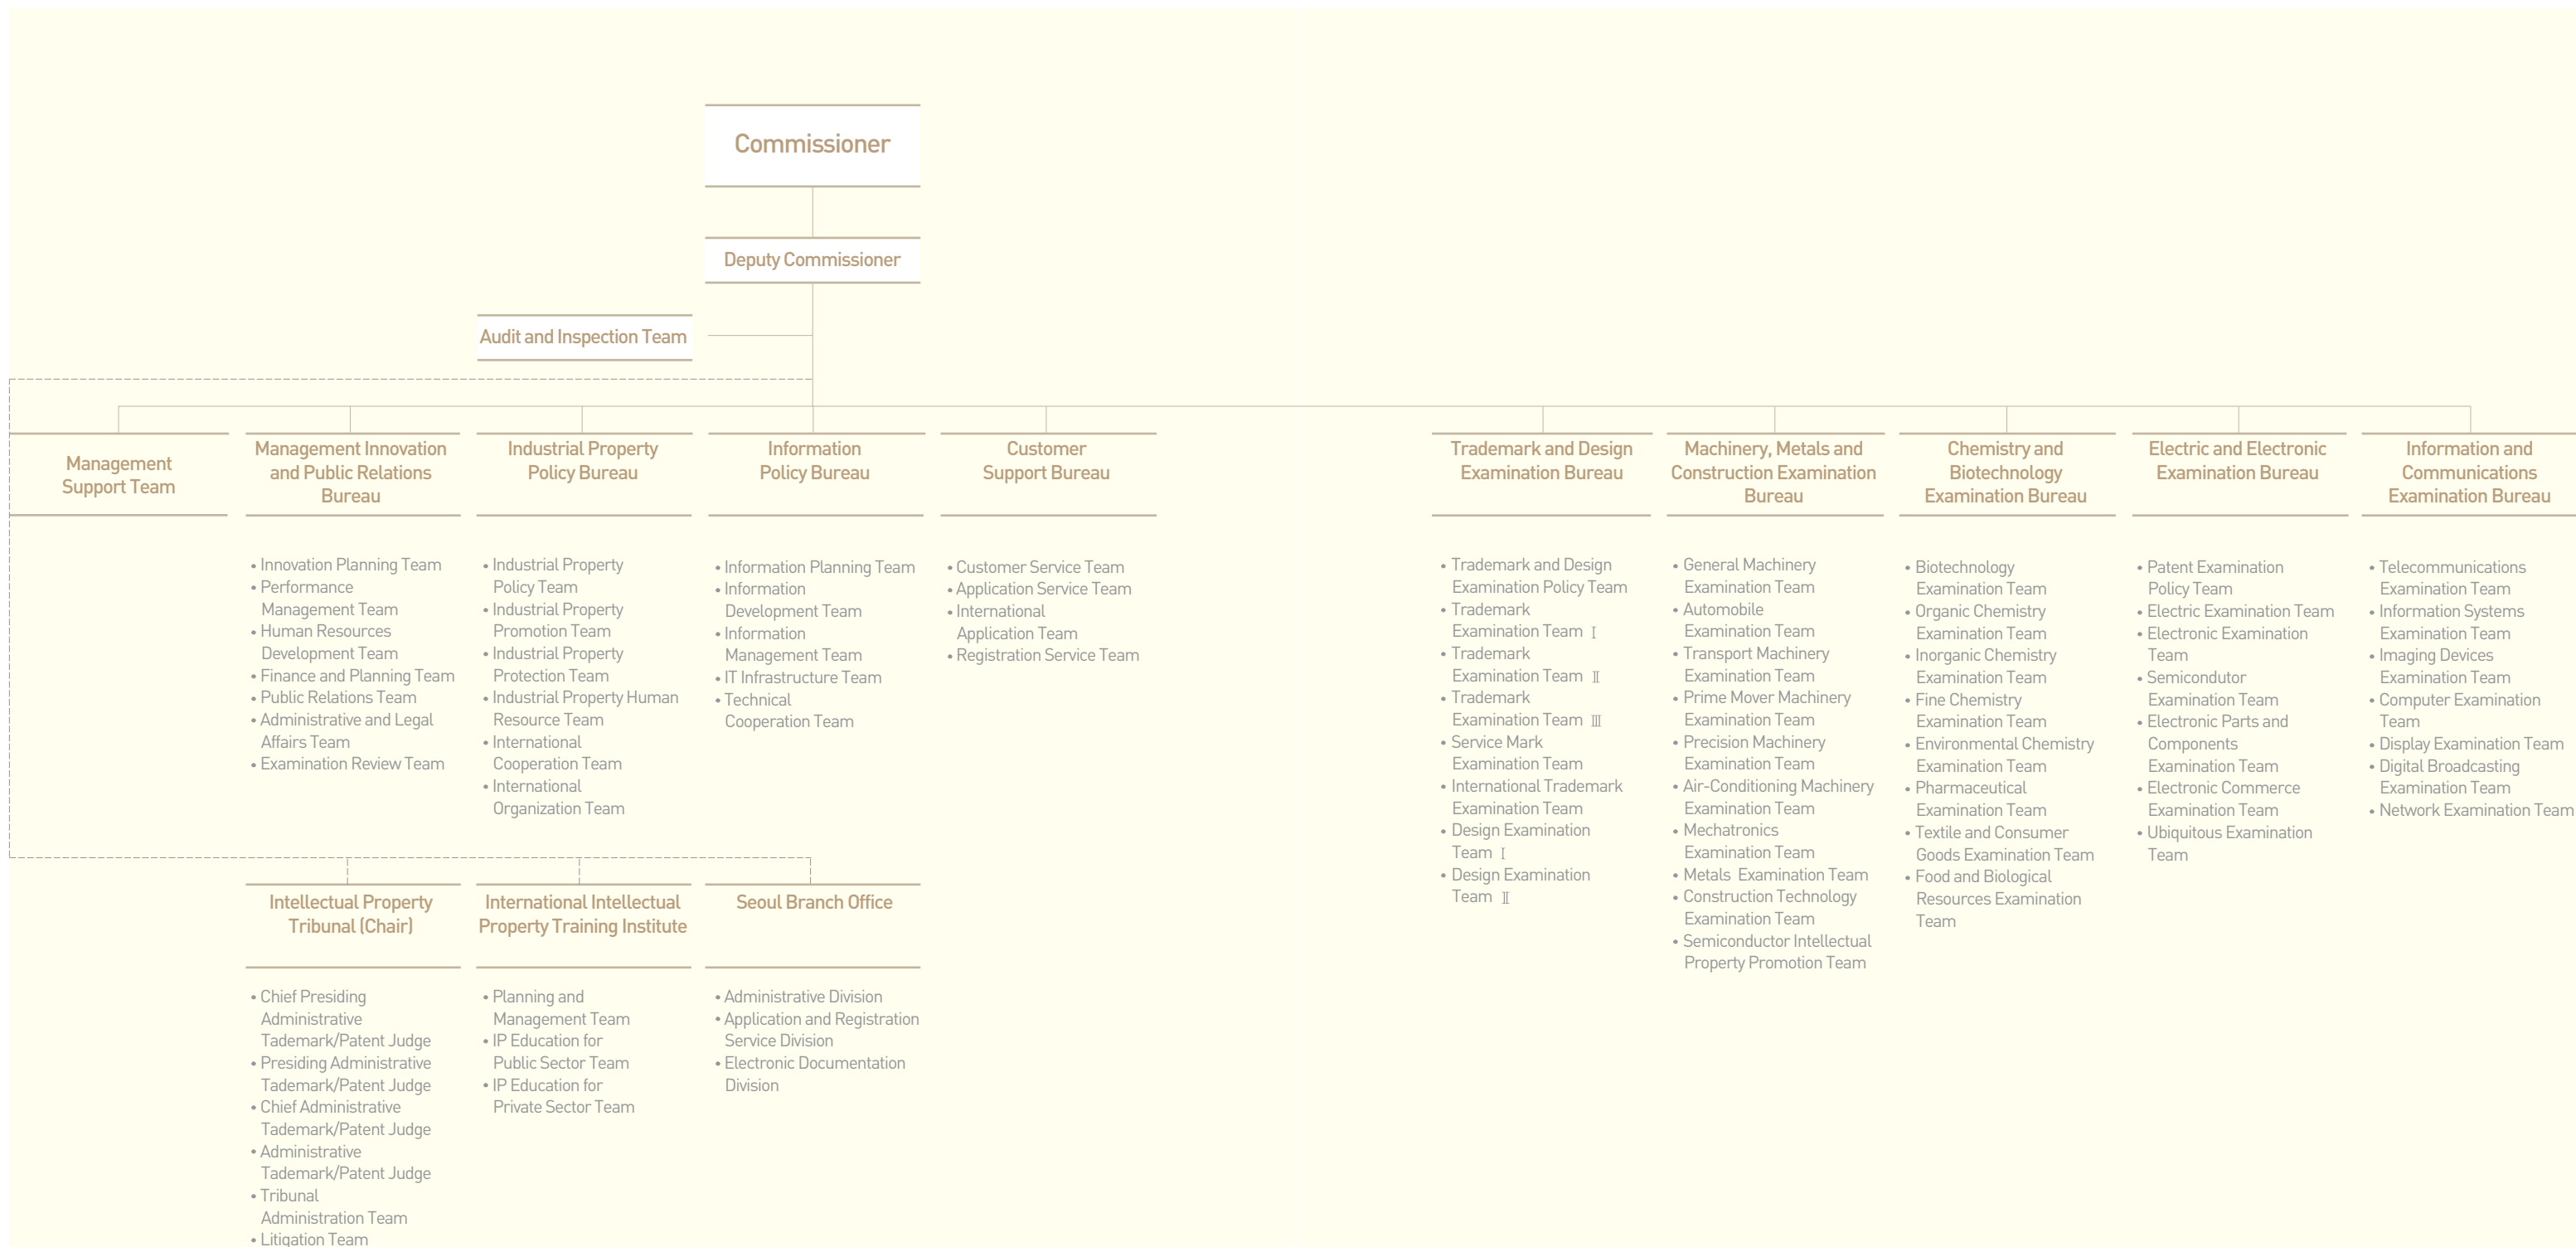 Commissioner
Deputy Commissioner
Audit and Inspection Team
Management
Support Team
Management Innovation
and Public Relations
Bureau
Industrial Property
Policy Bureau
Information
Policy Bureau
Customer
Support Bureau
Trademark and Design
Examination Bureau
Machinery, Metals and
Construction Examination
Bureau
Chemistry and
Biotechnology
Examination Bureau
Electric and Electronic
Examination Bureau
Information and
Communications
Examination Bureau
• Innovation Planning Team
• Performance
Management Team
• Human Resources
Development Team
• Finance and Planning Team
• Public Relations Team
• Administrative and Legal
Affairs Team
• Examination Review Team
• Industrial Property
Policy Team
• Industrial Property
Promotion Team
• Industrial Property
Protection Team
• Industrial Property Human
Resource Team
• International
Cooperation Team
• International
Organization Team
• Information Planning Team
• Information
Development Team
• Information
Management Team
• IT Infrastructure Team
• Technical
Cooperation Team
• Customer Service Team
• Application Service Team
• International
Application Team
• Registration Service Team
• Trademark and Design
Examination Policy Team
• Trademark
Examination Team Ⅰ
• Trademark
Examination Team Ⅱ
• Trademark
Examination Team Ⅲ
• Service Mark
Examination Team
• International Trademark
Examination Team
• Design Examination
Team Ⅰ
• Design Examination
Team Ⅱ
• General Machinery
Examination Team
• Automobile
Examination Team
• Transport Machinery
Examination Team
• Prime Mover Machinery
Examination Team
• Precision Machinery
Examination Team
• Air-Conditioning Machinery
Examination Team
• Mechatronics
Examination Team
• Metals Examination Team
• Construction Technology
Examination Team
• Semiconductor Intellectual
Property Promotion Team
• Biotechnology
Examination Team
• Organic Chemistry
Examination Team
• Inorganic Chemistry
Examination Team
• Fine Chemistry
Examination Team
• Environmental Chemistry
Examination Team
• Pharmaceutical
Examination Team
• Textile and Consumer
Goods Examination Team
• Food and Biological
Resources Examination
Team
• Patent Examination
Policy Team
• Electric Examination Team
• Electronic Examination
Team
• Semicondutor
Examination Team
• Electronic Parts and
Components
Examination Team
• Electronic Commerce
Examination Team
• Ubiquitous Examination
Team
• Telecommunications
Examination Team
• Information Systems
Examination Team
• Imaging Devices
Examination Team
• Computer Examination
Team
• Display Examination Team
• Digital Broadcasting
Examination Team
• Network Examination Team
Intellectual Property
Tribunal (Chair)
International Intellectual
Property Training Institute
Seoul Branch Office
• Chief Presiding
Administrative
Tademark/Patent Judge
• Presiding Administrative
Tademark/Patent Judge
• Chief Administrative
Tademark/Patent Judge
• Administrative
Tademark/Patent Judge
• Tribunal
Administration Team
• Litigation Team
• Planning and
Management Team
• IP Education for
Public Sector Team
• IP Education for
Private Sector Team
• Administrative Division
• Application and Registration
Service Division
• Electronic Documentation
Division